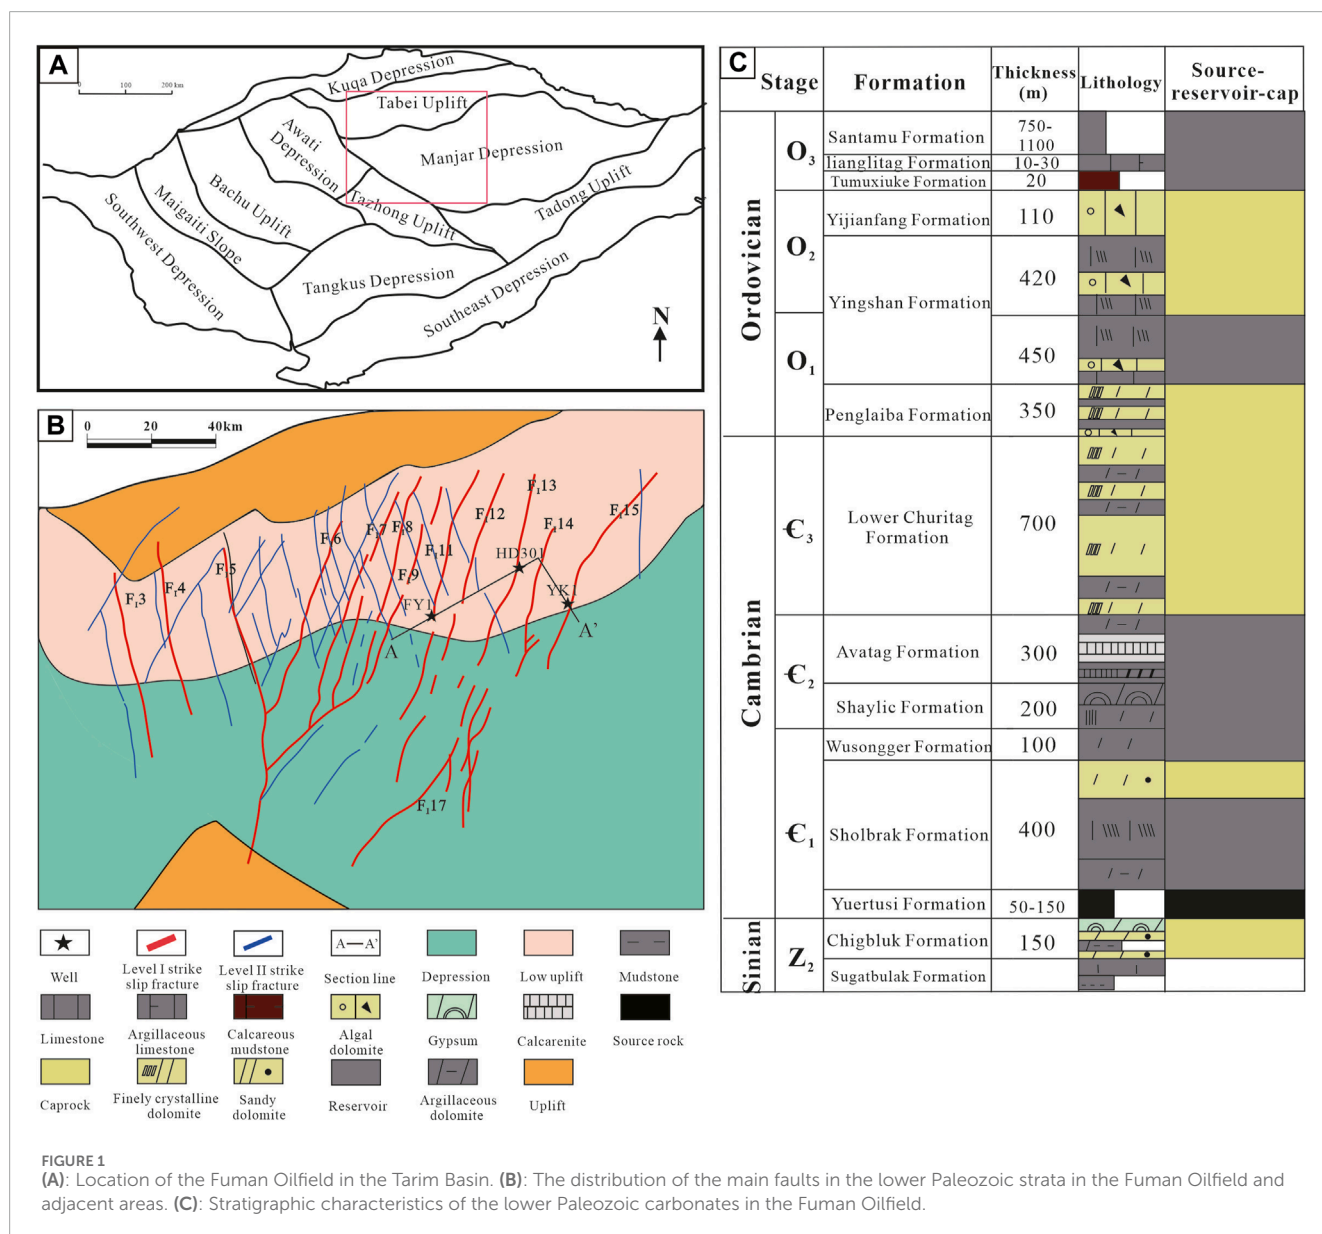 A
0 100 200 km
Kuqa Depression
Tabei Uplift
Awati
Depression
Manjar Depression
Bachu Uplift
Tazhong Uplift
Tadong Uplift
Maigaiti Slope
Southwest Depression
Tangkus Depression
Southeast Depression
N
B
0 20 40km
F₁3
F₁4
F₁5
F₁6
F₁7
F₁8
F₁9
F₁11
F₁12
F₁13
F₁14
F₁15
F₁17
HD301
FY1
YK1
A
A'
Well
Level I strike
slip fracture
Level II strike
slip fracture
A—A'
Section line
Depression
Low uplift
Mudstone
Limestone
Argillaceous
limestone
Calcareous
mudstone
Algal
dolomite
Gypsum
Calcarenite
Source rock
Caprock
Finely crystalline
dolomite
Sandy
dolomite
Reservoir
Argillaceous
dolomite
Uplift
C
Stage
Formation
Thickness
(m)
Lithology
Source-
reservoir-cap
Ordovician
O₃
Santamu Formation
750-
1100
lianglitag Formation
10-30
Tumuxiuke Formation
20
O₂
Yijianfang Formation
110
Yingshan Formation
420
O₁
450
Penglaiba Formation
350
Cambrian
Є₃
Lower Churitag
Formation
700
Є₂
Avatag Formation
300
Shaylic Formation
200
Є₁
Wusongger Formation
100
Sholbrak Formation
400
Yuertusi Formation
50-150
Sinian
Z₂
Chigbluk Formation
150
Sugatbulak Formation
FIGURE 1
(A): Location of the Fuman Oilfield in the Tarim Basin. (B): The distribution of the main faults in the lower Paleozoic strata in the Fuman Oilfield and
adjacent areas. (C): Stratigraphic characteristics of the lower Paleozoic carbonates in the Fuman Oilfield.